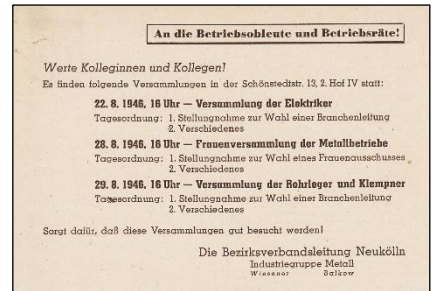 An die Betriebsobleute und Betriebsräte!
Werte Kolleginnen und Kollegen!
Es finden folgende Versammlungen in der Schönstedtstr. 13, 2. Hof IV statt:
22. 8. 1946, 16 Uhr — Versammlung der Elektriker
Tagesordnung: 1. Stellungnahme zur Wahl einer Branchenleitung
2. Verschiedenes
28. 8. 1946, 16 Uhr — Frauenversammlung der Metallbetriebe
Tagesordnung: 1. Stellungnahme zur Wahl eines Frauenausschusses
2. Verschiedenes
29. 8. 1946, 16 Uhr — Versammlung der Rohrleger und Klempner
Tagesordnung: 1. Stellungnahme zur Wahl einer Branchenleitung
2. Verschiedenes
Sorgt dafür, daß diese Versammlungen gut besucht werden!
Die Bezirksverbandsleitung Neukölln
Industriegruppe Metall
Wiesener Balkow